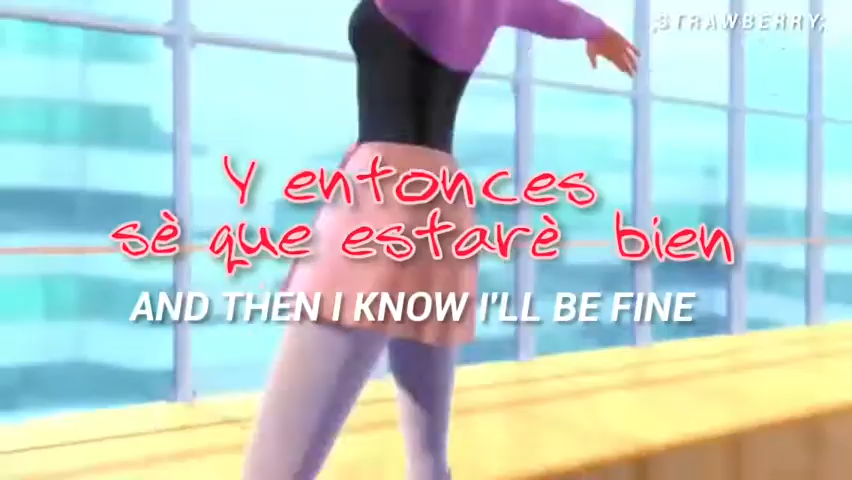 ;STRAWBERRY;
Y entonces
sè que estarè bien
AND THEN I KNOW I'LL BE FINE